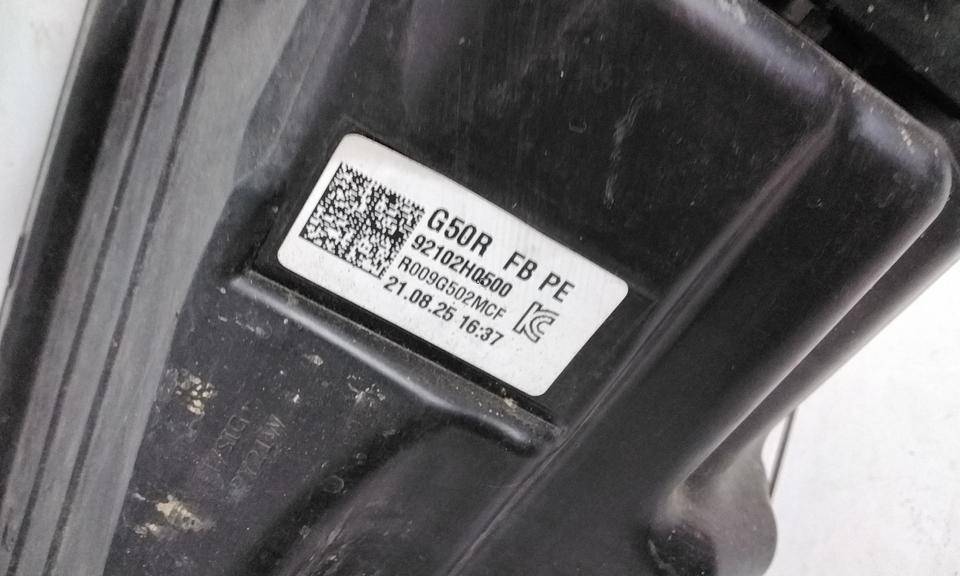 G50R FB PE
92102H0500
R009G502MCF
21.08.25 16:37